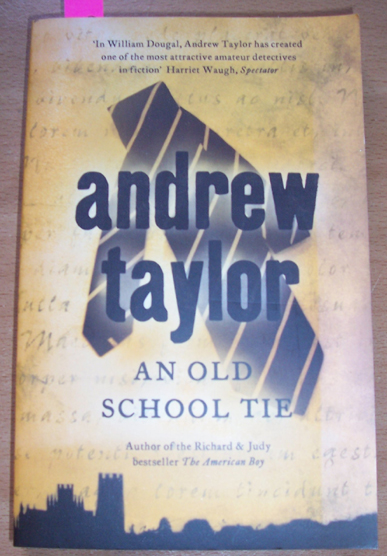 'In William Dougal, Andrew Taylor has created
one of the most attractive amateur detectives
in fiction' Harriet Waugh, Spectator
andrew
taylor
AN OLD
SCHOOL TIE
Author of the Richard & Judy
bestseller The American Boy